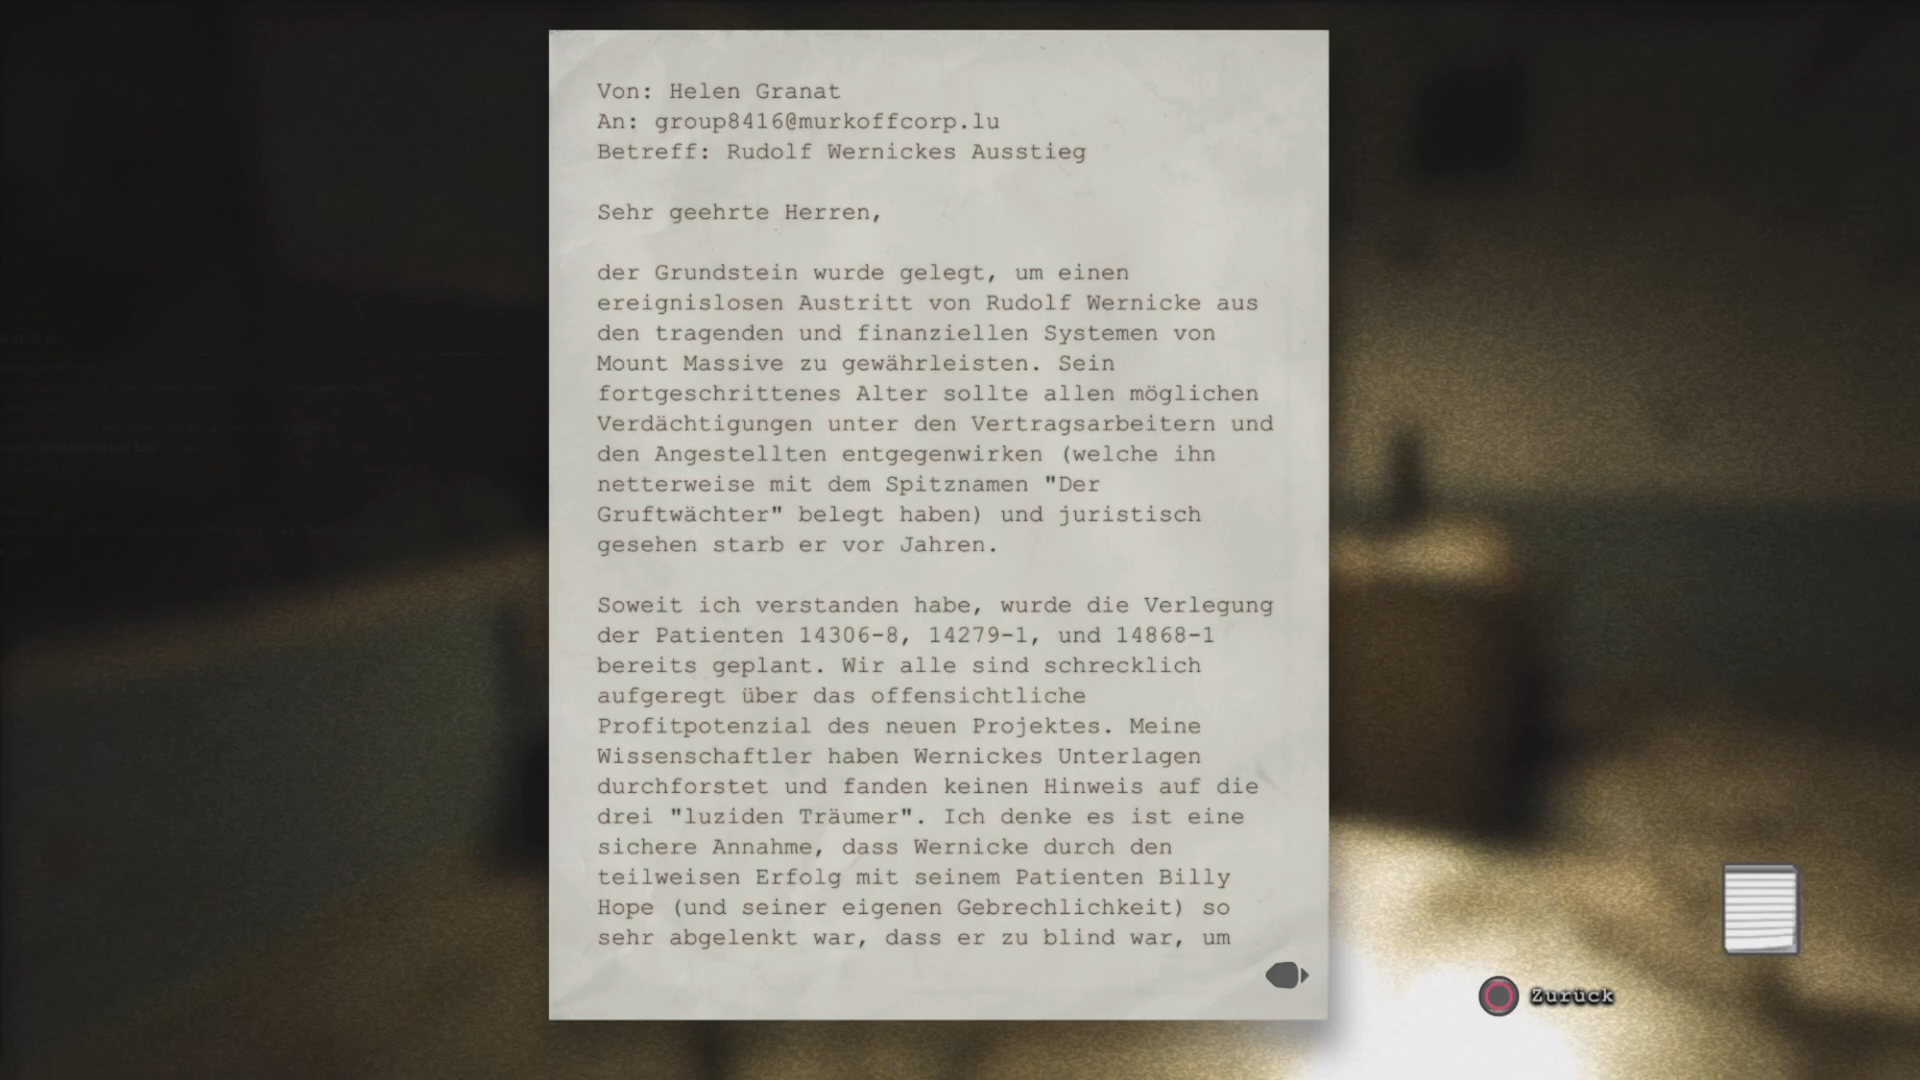 Von: Helen Granat
An: group8416@murkoffcorp.lu
Betreff: Rudolf Wernickes Ausstieg
Sehr geehrte Herren,
der Grundstein wurde gelegt, um einen
ereignislosen Austritt von Rudolf Wernicke aus
den tragenden und finanziellen Systemen von
Mount Massive zu gewährleisten. Sein
fortgeschrittenes Alter sollte allen möglichen
Verdächtigungen unter den Vertragsarbeitern und
den Angestellten entgegenwirken (welche ihn
netterweise mit dem Spitznamen "Der
Gruftwächter" belegt haben) und juristisch
gesehen starb er vor Jahren.
Soweit ich verstanden habe, wurde die Verlegung
der Patienten 14306-8, 14279-1, und 14868-1
bereits geplant. Wir alle sind schrecklich
aufgeregt über das offensichtliche
Profitpotenzial des neuen Projektes. Meine
Wissenschaftler haben Wernickes Unterlagen
durchforstet und fanden keinen Hinweis auf die
drei "luziden Träumer". Ich denke es ist eine
sichere Annahme, dass Wernicke durch den
teilweisen Erfolg mit seinem Patienten Billy
Hope (und seiner eigenen Gebrechlichkeit) so
sehr abgelenkt war, dass er zu blind war, um
Zurück